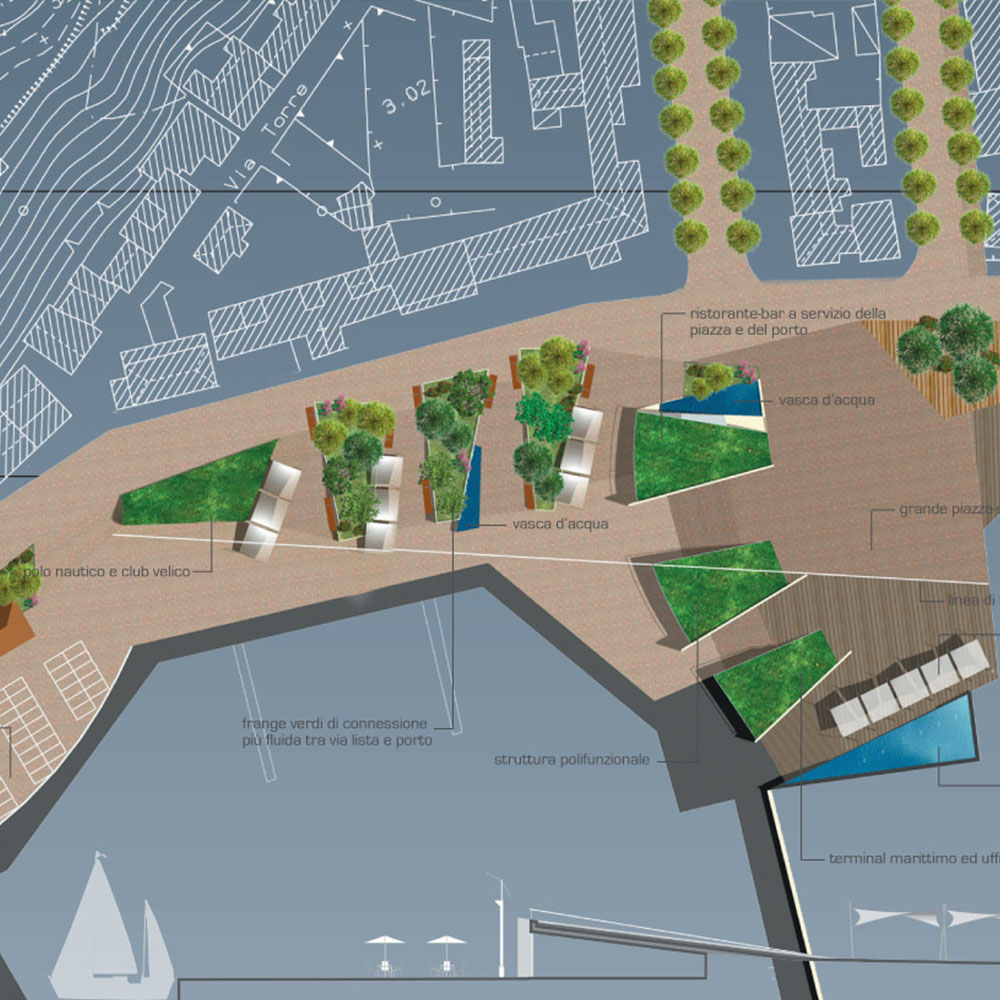 Via Torre
3,02
ristorante-bar a servizio della
piazza e del porto
vasca d'acqua
grande piazza
vasca d'acqua
polo nautico e club velico
linea di
frange verdi di connessione
più fluida tra via lista e porto
struttura polifunzionale
terminal marittimo ed uffi